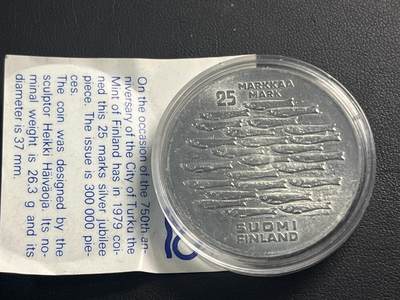 On the occasion of the 750th an-
niversary of the City of Turku the
Mint of Finland has in 1979 coi-
ned this 25 marks silver jubilee
piece. The issue is 300 000 pie-
ces.
The coin was designed by the
sculptor Heikki Häiväoja. Its no-
minal weight is 26.3 g and its
diameter is 37 mm.
25 MARKKAA
MARK
SUOMI
FINLAND